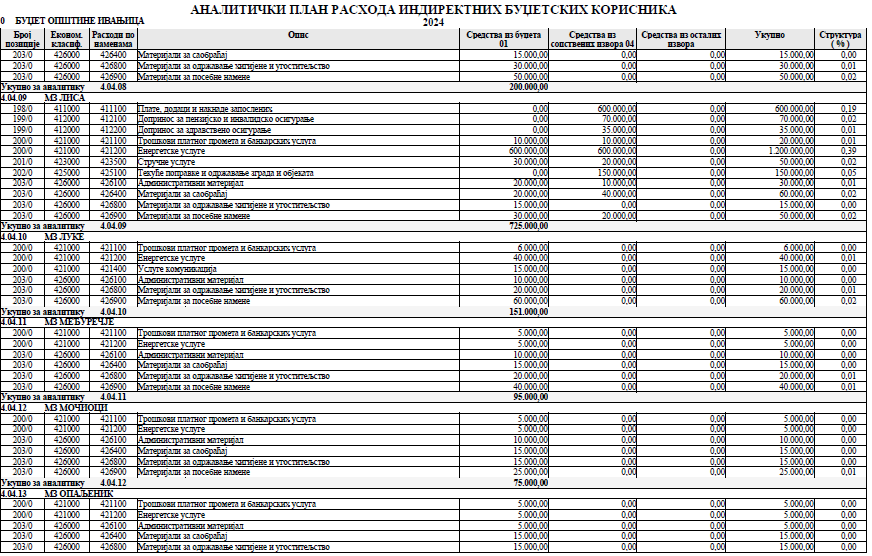 АНАЛИТИЧКИ ПЛАН РАСХОДА ИНДИРЕКТНИХ БУЏЕТСКИХ КОРИСНИКА
0 БУЏЕТ ОПШТИНЕ ИВАЊИЦА 2024
Број позиције Економ. класиф. Расходи по наменама Опис Средства из буџета 01 Средства из сопствених извора 04 Средства из осталих извора Укупно Структура ( % )
203/0 426000 426400 Материјали за саобраћај 15.000,00 0,00 0,00 15.000,00 0,00
203/0 426000 426800 Материјали за одржавање хигијене и угоститељство 30.000,00 0,00 0,00 30.000,00 0,01
203/0 426000 426900 Материјали за посебне намене 50.000,00 0,00 0,00 50.000,00 0,02
Укупно за аналитику 4.04.08 200.000,00
4.04.09 МЗ ЛИСА
198/0 411000 411100 Плате, додаци и накнаде запослених 0,00 600.000,00 0,00 600.000,00 0,19
199/0 412000 412100 Допринос за пензијско и инвалидско осигурање 0,00 70.000,00 0,00 70.000,00 0,02
199/0 412000 412200 Допринос за здравствено осигурање 0,00 35.000,00 0,00 35.000,00 0,01
200/0 421000 421100 Трошкови платног промета и банкарских услуга 10.000,00 10.000,00 0,00 20.000,00 0,01
200/0 421000 421200 Енергетске услуге 600.000,00 600.000,00 0,00 1.200.000,00 0,39
201/0 423000 423500 Стручне услуге 30.000,00 20.000,00 0,00 50.000,00 0,02
202/0 425000 425100 Текуће поправке и одржавање зграда и објеката 0,00 150.000,00 0,00 150.000,00 0,05
203/0 426000 426100 Административни материјал 20.000,00 10.000,00 0,00 30.000,00 0,01
203/0 426000 426400 Материјали за саобраћај 20.000,00 40.000,00 0,00 60.000,00 0,02
203/0 426000 426800 Материјали за одржавање хигијене и угоститељство 15.000,00 0,00 0,00 15.000,00 0,00
203/0 426000 426900 Материјали за посебне намене 30.000,00 20.000,00 0,00 50.000,00 0,02
Укупно за аналитику 4.04.09 725.000,00
4.04.10 МЗ ЛУКЕ
200/0 421000 421100 Трошкови платног промета и банкарских услуга 6.000,00 0,00 0,00 6.000,00 0,00
200/0 421000 421200 Енергетске услуге 40.000,00 0,00 0,00 40.000,00 0,01
200/0 421000 421400 Услуге комуникација 15.000,00 0,00 0,00 15.000,00 0,00
203/0 426000 426100 Административни материјал 10.000,00 0,00 0,00 10.000,00 0,00
203/0 426000 426800 Материјали за одржавање хигијене и угоститељство 20.000,00 0,00 0,00 20.000,00 0,01
203/0 426000 426900 Материјали за посебне намене 60.000,00 0,00 0,00 60.000,00 0,02
Укупно за аналитику 4.04.10 151.000,00
4.04.11 МЗ МЕЂУРЕЧЈЕ
200/0 421000 421100 Трошкови платног промета и банкарских услуга 5.000,00 0,00 0,00 5.000,00 0,00
200/0 421000 421200 Енергетске услуге 5.000,00 0,00 0,00 5.000,00 0,00
203/0 426000 426100 Административни материјал 10.000,00 0,00 0,00 10.000,00 0,00
203/0 426000 426400 Материјали за саобраћај 15.000,00 0,00 0,00 15.000,00 0,00
203/0 426000 426800 Материјали за одржавање хигијене и угоститељство 20.000,00 0,00 0,00 20.000,00 0,01
203/0 426000 426900 Материјали за посебне намене 40.000,00 0,00 0,00 40.000,00 0,01
Укупно за аналитику 4.04.11 95.000,00
4.04.12 МЗ МОЧИОЦИ
200/0 421000 421100 Трошкови платног промета и банкарских услуга 5.000,00 0,00 0,00 5.000,00 0,00
200/0 421000 421200 Енергетске услуге 5.000,00 0,00 0,00 5.000,00 0,00
203/0 426000 426100 Административни материјал 10.000,00 0,00 0,00 10.000,00 0,00
203/0 426000 426400 Материјали за саобраћај 15.000,00 0,00 0,00 15.000,00 0,00
203/0 426000 426800 Материјали за одржавање хигијене и угоститељство 15.000,00 0,00 0,00 15.000,00 0,00
203/0 426000 426900 Материјали за посебне намене 25.000,00 0,00 0,00 25.000,00 0,01
Укупно за аналитику 4.04.12 75.000,00
4.04.13 МЗ ОПАЉЕНИК
200/0 421000 421100 Трошкови платног промета и банкарских услуга 5.000,00 0,00 0,00 5.000,00 0,00
200/0 421000 421200 Енергетске услуге 5.000,00 0,00 0,00 5.000,00 0,00
203/0 426000 426100 Административни материјал 5.000,00 0,00 0,00 5.000,00 0,00
203/0 426000 426400 Материјали за саобраћај 15.000,00 0,00 0,00 15.000,00 0,00
203/0 426000 426800 Материјали за одржавање хигијене и угоститељство 15.000,00 0,00 0,00 15.000,00 0,00